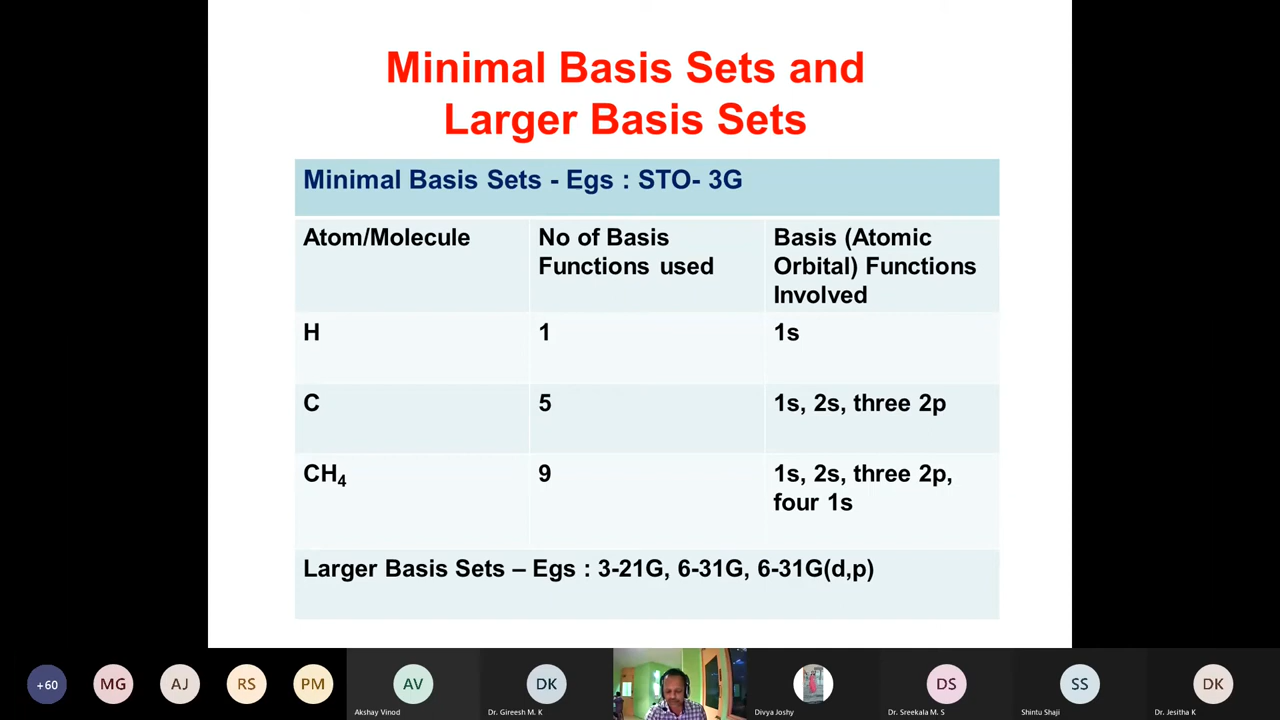 Minimal Basis Sets and
Larger Basis Sets
Minimal Basis Sets - Egs : STO- 3G
Atom/Molecule
No of Basis
Functions used
Basis (Atomic
Orbital) Functions
Involved
H
1
1s
C
5
1s, 2s, three 2p
CH₄
9
1s, 2s, three 2p,
four 1s
Larger Basis Sets – Egs : 3-21G, 6-31G, 6-31G(d,p)
+60
MG
AJ
RS
PM
AV
Akshay Vinod
DK
Dr. Gireesh M. K
Divya Joshy
DS
Dr. Sreekala M. S
SS
Shintu Shaji
DK
Dr. Jesitha K